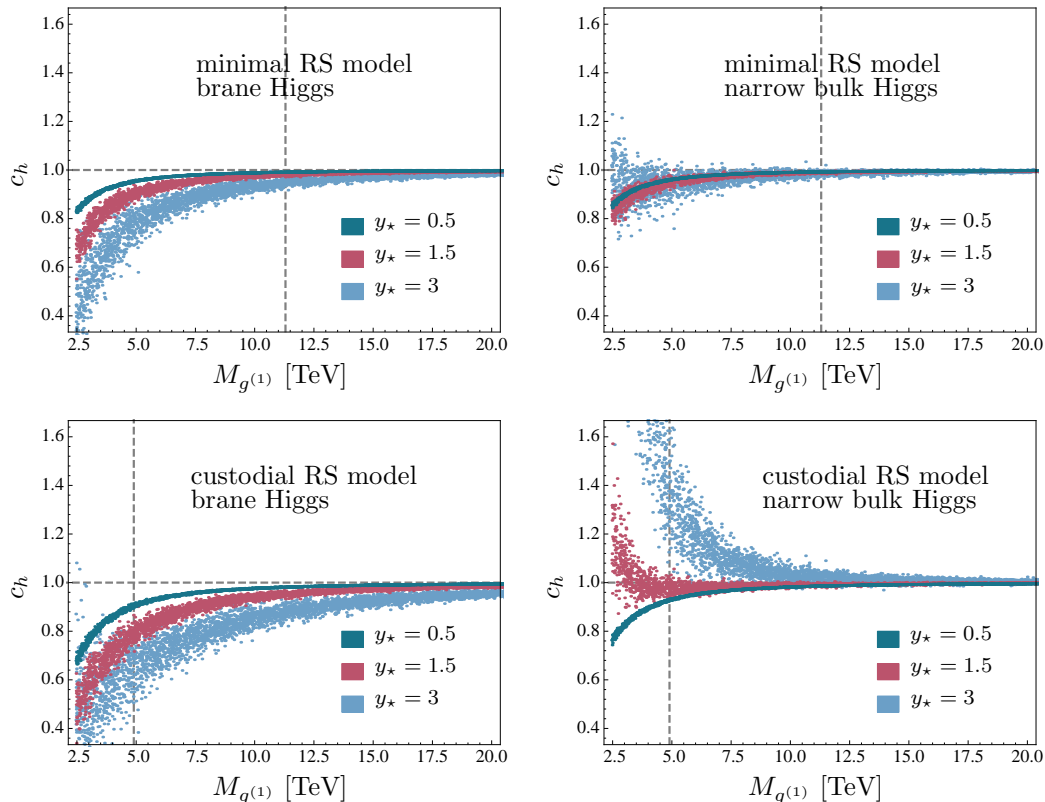 1.6
1.4
1.2
1.0
0.8
0.6
0.4
c_h
minimal RS model
brane Higgs
y⋆ = 0.5
y⋆ = 1.5
y⋆ = 3
2.5 5.0 7.5 10.0 12.5 15.0 17.5 20.0
M_{g^{(1)}} [TeV]
1.6
1.4
1.2
1.0
0.8
0.6
0.4
c_h
minimal RS model
narrow bulk Higgs
y⋆ = 0.5
y⋆ = 1.5
y⋆ = 3
2.5 5.0 7.5 10.0 12.5 15.0 17.5 20.0
M_{g^{(1)}} [TeV]
1.6
1.4
1.2
1.0
0.8
0.6
0.4
c_h
custodial RS model
brane Higgs
y⋆ = 0.5
y⋆ = 1.5
y⋆ = 3
2.5 5.0 7.5 10.0 12.5 15.0 17.5 20.0
M_{g^{(1)}} [TeV]
1.6
1.4
1.2
1.0
0.8
0.6
0.4
c_h
custodial RS model
narrow bulk Higgs
y⋆ = 0.5
y⋆ = 1.5
y⋆ = 3
2.5 5.0 7.5 10.0 12.5 15.0 17.5 20.0
M_{g^{(1)}} [TeV]